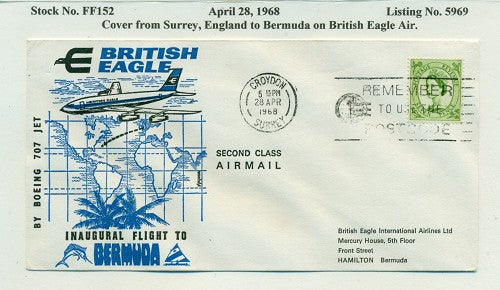 Stock No. FF152 April 28, 1968 Listing No. 5969
Cover from Surrey, England to Bermuda on British Eagle Air.
BRITISH
EAGLE
BY BOEING 707 JET
INAUGURAL FLIGHT TO
BERMUDA
CROYDON
5 15PM
28 APR
1968
SURREY
REMEMBER
TO USE THE
POSTCODE
SECOND CLASS
AIRMAIL
British Eagle International Airlines Ltd
Mercury House, 5th Floor
Front Street
HAMILTON Bermuda